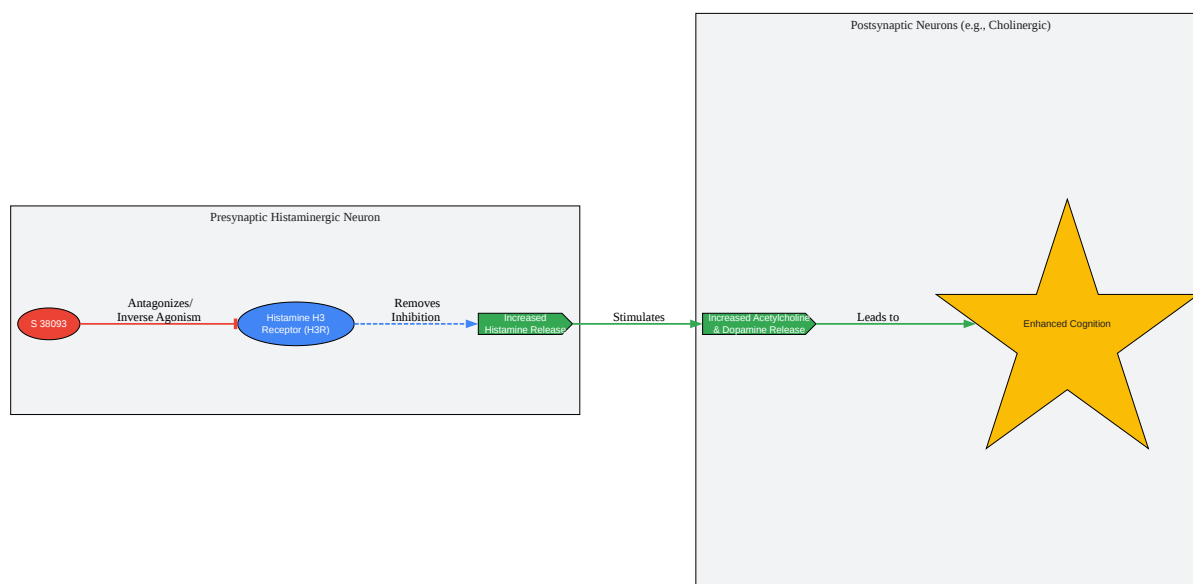 Postsynaptic Neurons (e.g., Cholinergic)
Presynaptic Histaminergic Neuron
S 38093
Antagonizes/
Inverse Agonism
Histamine H3
Receptor (H3R)
Removes
Inhibition
Increased
Histamine Release
Stimulates
Increased Acetylcholine
& Dopamine Release
Leads to
Enhanced Cognition